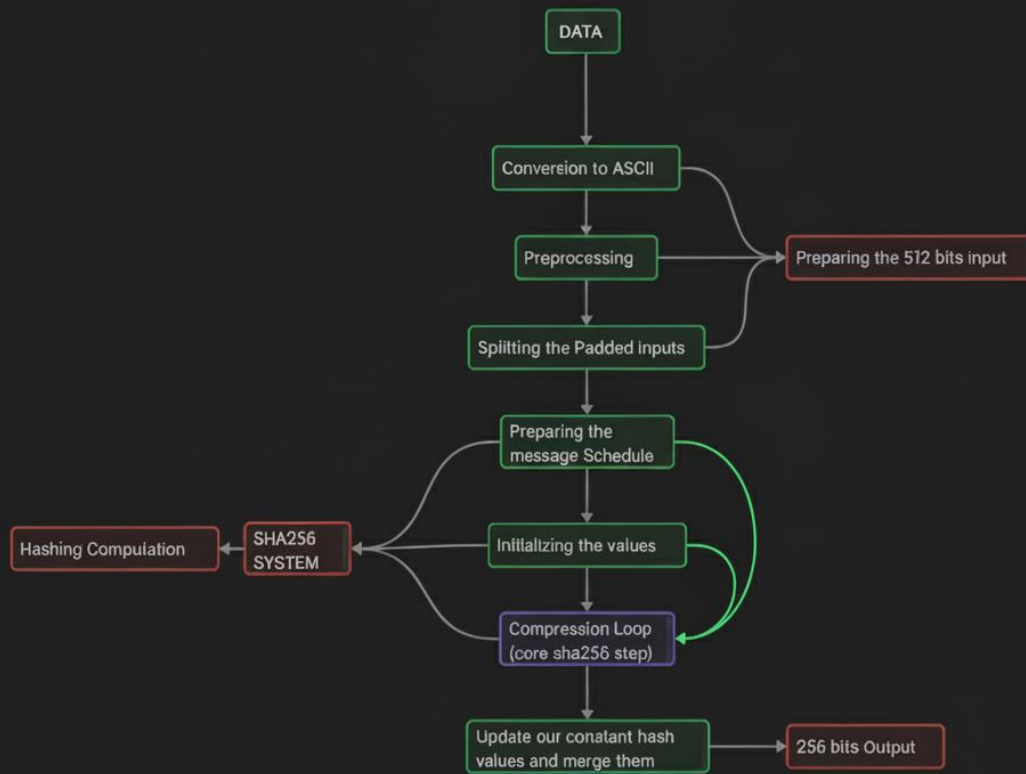 DATA
Conversion to ASCII
Preprocessing
Preparing the 512 bits input
Splitting the Padded inputs
Preparing the
message Schedule
Hashing Compulation
SHA256
SYSTEM
Initializing the values
Compression Loop
(core sha256 step)
Update our conatant hash
values and merge them
256 bits Output